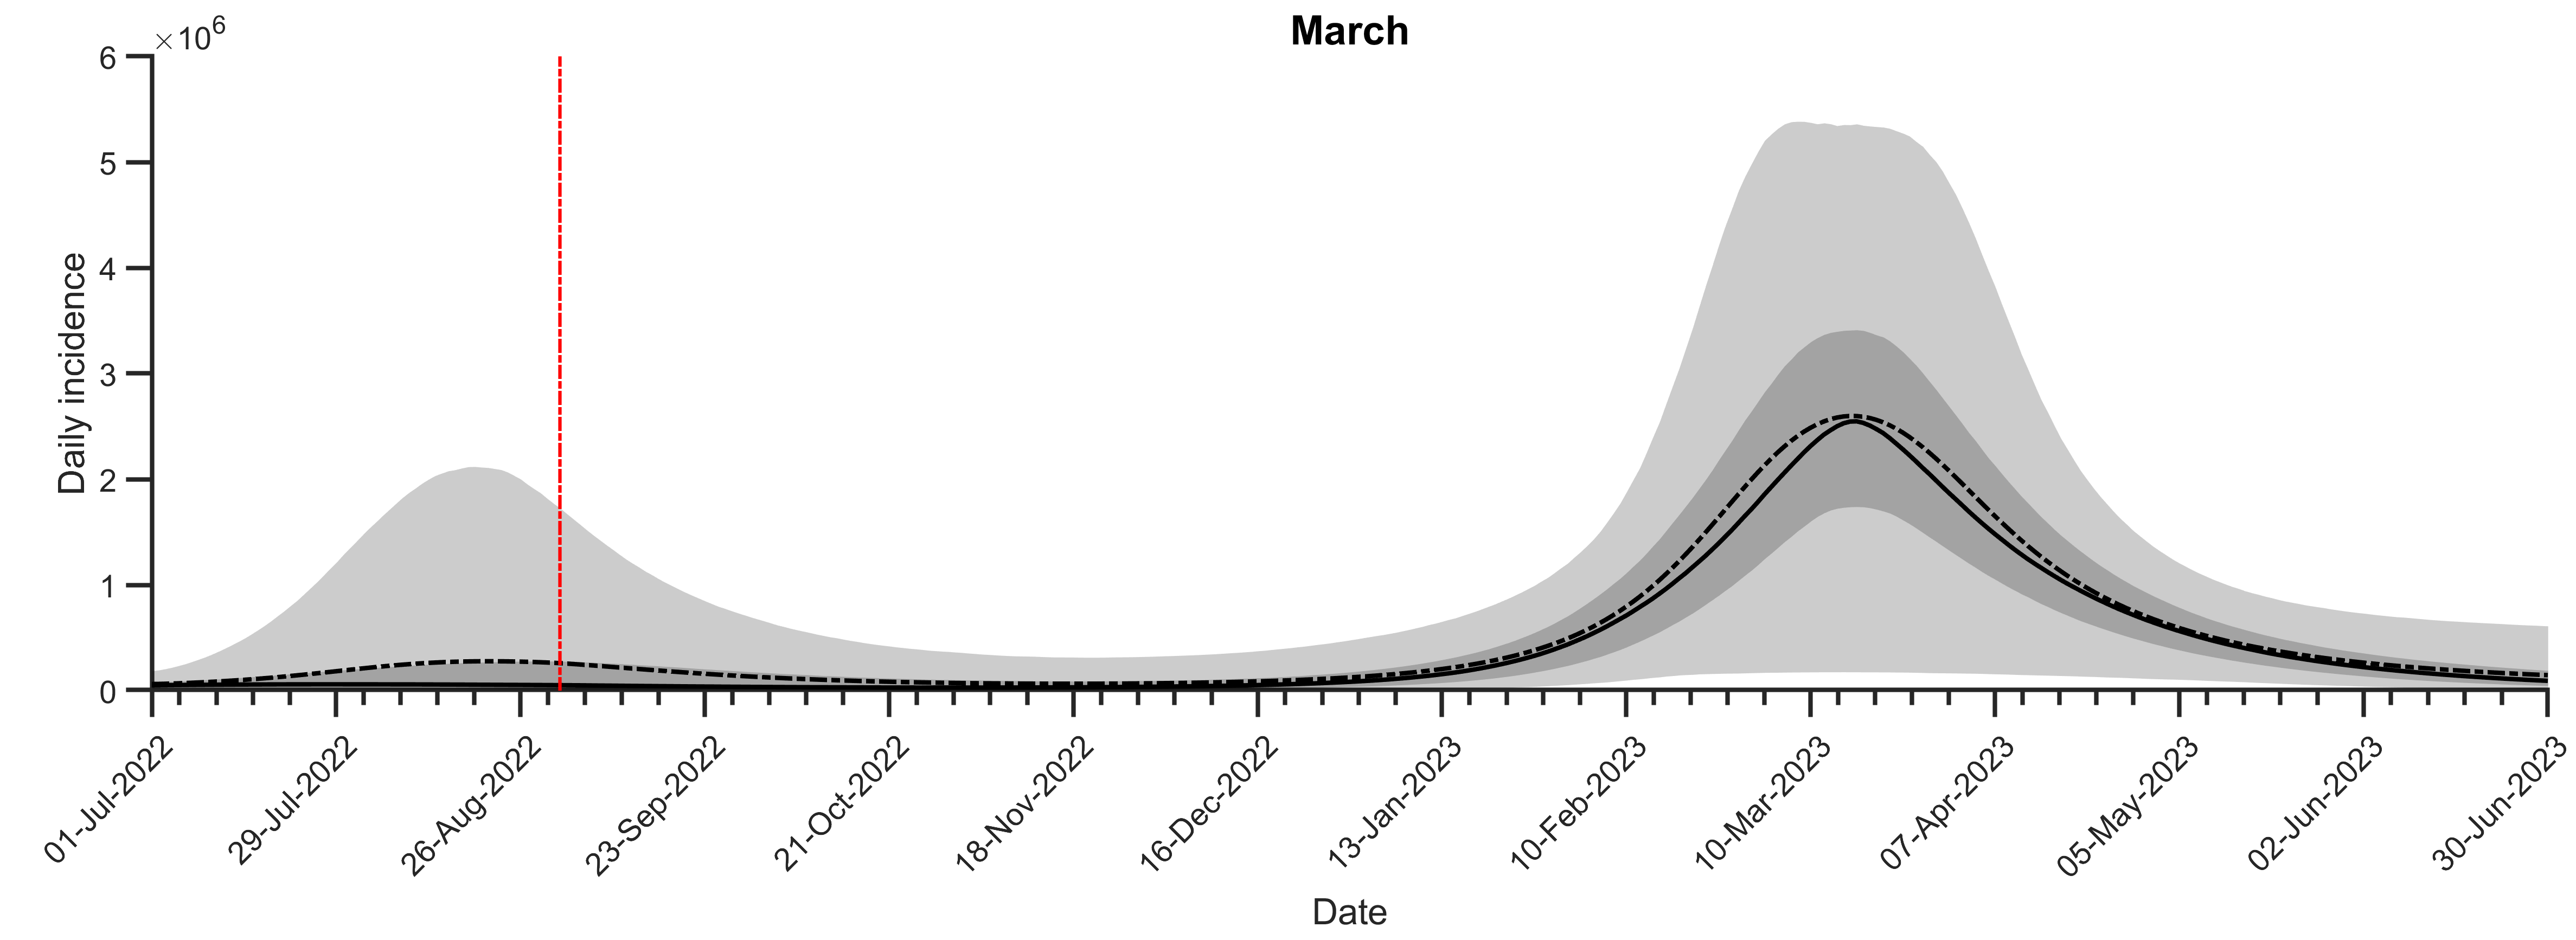 March
×10⁶
6
5
4
3
2
1
0
Daily incidence
01-Jul-2022
29-Jul-2022
26-Aug-2022
23-Sep-2022
21-Oct-2022
18-Nov-2022
16-Dec-2022
13-Jan-2023
10-Feb-2023
10-Mar-2023
07-Apr-2023
05-May-2023
02-Jun-2023
30-Jun-2023
Date